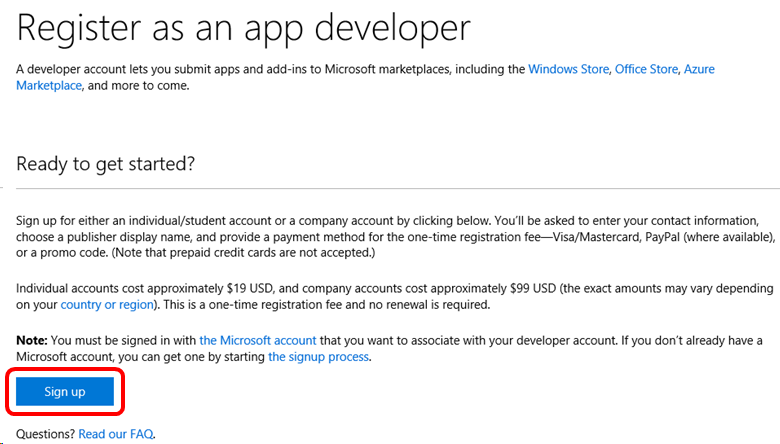 Register as an app developer
A developer account lets you submit apps and add-ins to Microsoft marketplaces, including the Windows Store, Office Store, Azure
Marketplace, and more to come.
Ready to get started?
Sign up for either an individual/student account or a company account by clicking below. You’ll be asked to enter your contact information,
choose a publisher display name, and provide a payment method for the one-time registration fee—Visa/Mastercard, PayPal (where available),
or a promo code. (Note that prepaid credit cards are not accepted.)
Individual accounts cost approximately $19 USD, and company accounts cost approximately $99 USD (the exact amounts may vary depending
on your country or region). This is a one-time registration fee and no renewal is required.
Note: You must be signed in with the Microsoft account that you want to associate with your developer account. If you don’t already have a
Microsoft account, you can get one by starting the signup process.
Sign up
Questions? Read our FAQ.